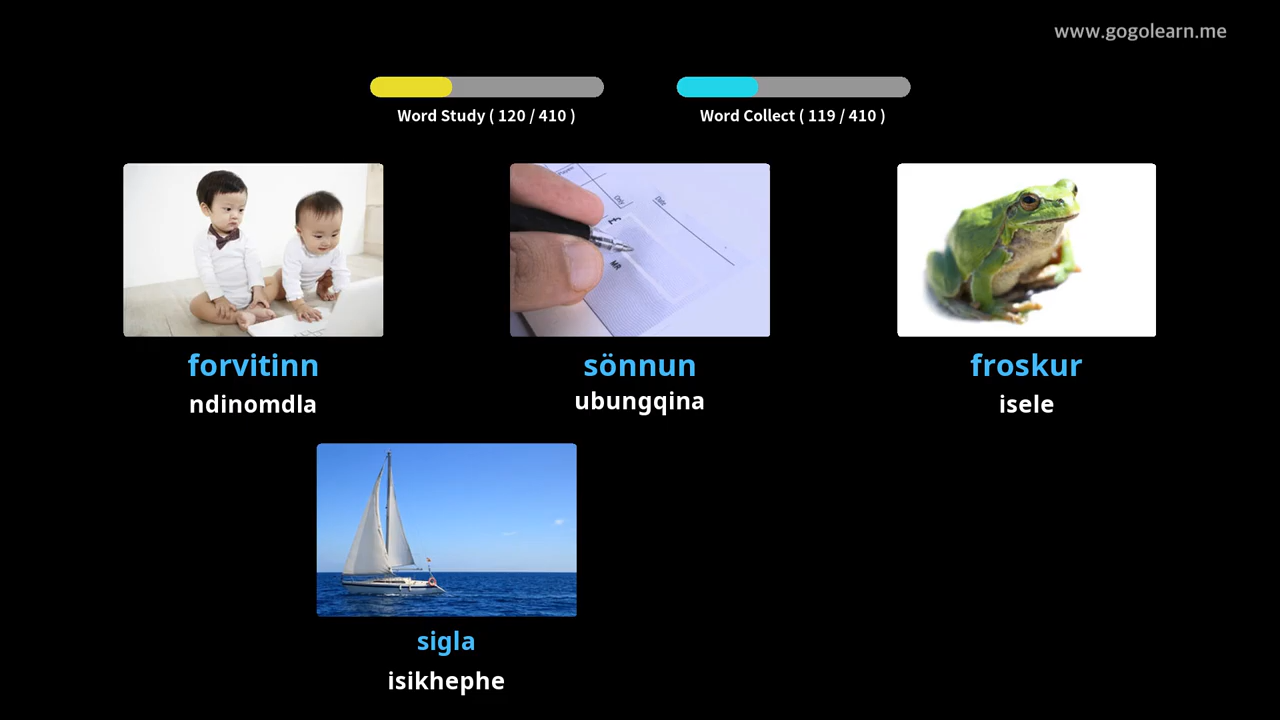 www.gogolearn.me
Word Study ( 120 / 410 )
Word Collect ( 119 / 410 )
forvitinn
ndinomdla
sönnun
ubungqina
froskur
isele
sigla
isikhephe